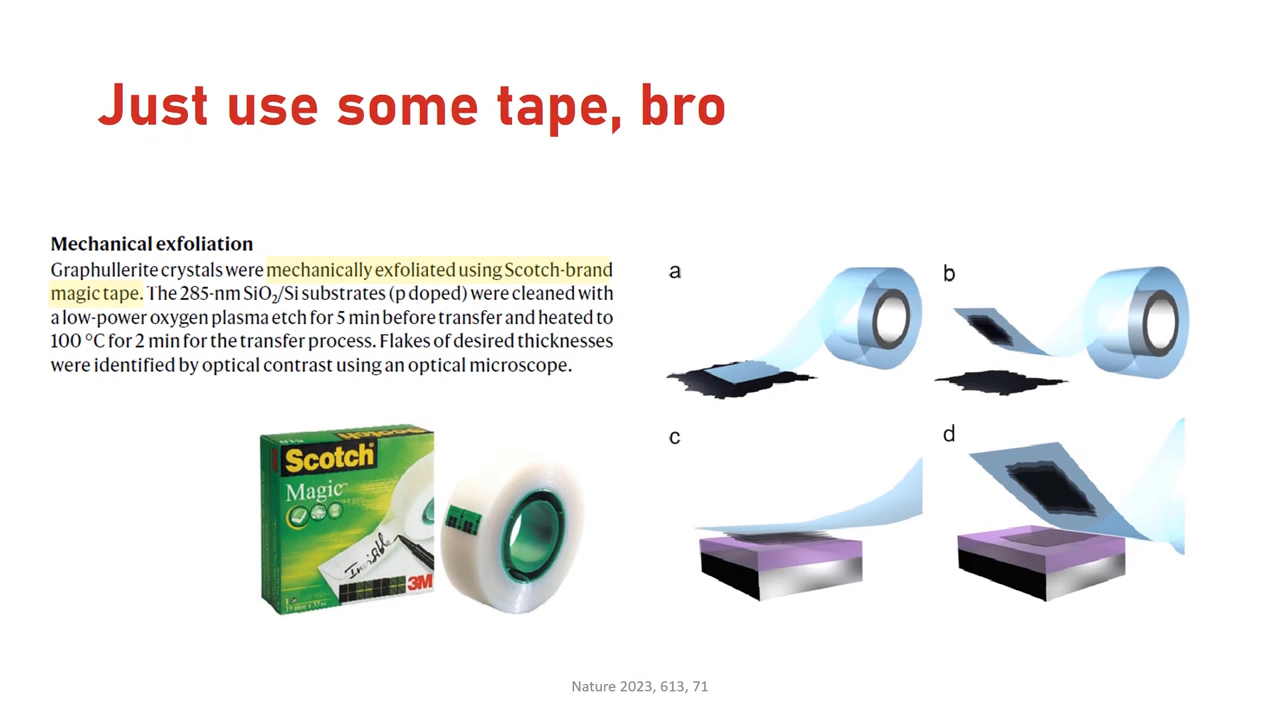 Just use some tape, bro
Mechanical exfoliation
Graphullerite crystals were mechanically exfoliated using Scotch-brand
magic tape. The 285-nm SiO₂/Si substrates (p doped) were cleaned with
a low-power oxygen plasma etch for 5 min before transfer and heated to
100 °C for 2 min for the transfer process. Flakes of desired thicknesses
were identified by optical contrast using an optical microscope.
Scotch
Magic™
3M
a
b
c
d
Nature 2023, 613, 71